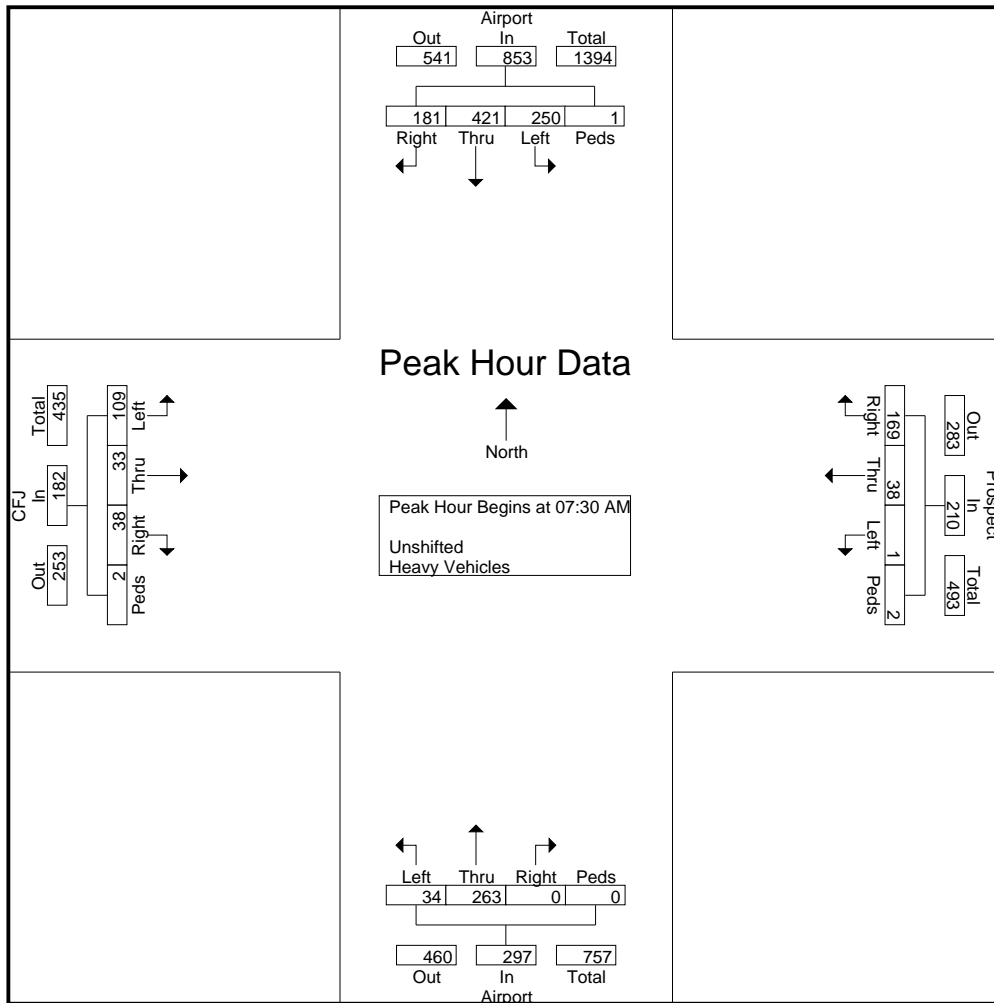 Airport
Out In Total
541 853 1394
181 421 250 1
Right Thru Left Peds
Peak Hour Data
North
Peak Hour Begins at 07:30 AM
Unshifted
Heavy Vehicles
CFJ
Out In Total
253 182 435
109 33 38 2
Left Thru Right Peds
Prospect
Out In Total
283 210 493
169 38 1 2
Right Thru Left Peds
Left Thru Right Peds
34 263 0 0
460 297 757
Out In Total
Airport